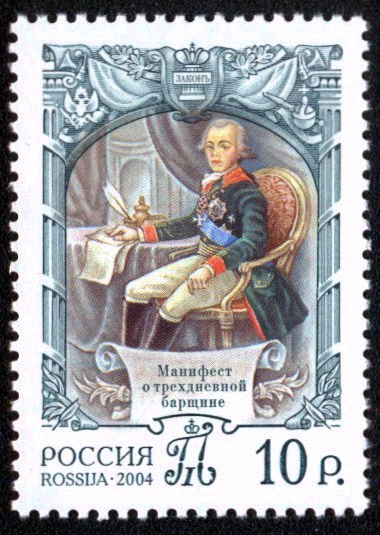 ЗАКОНЪ
Манифест
о трехдневной
барщине
РОССИЯ
ROSSIJA · 2004
П
I
10 р.